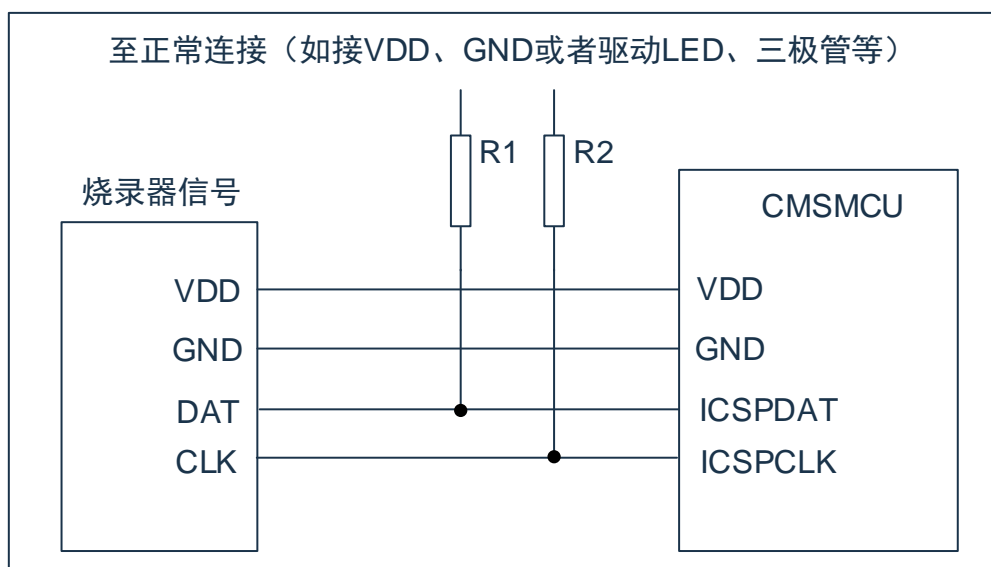 至正常连接（如接VDD、GND或者驱动LED、三极管等）
R1
R2
烧录器信号
CMSMCU
VDD
VDD
GND
GND
DAT
ICSPDAT
CLK
ICSPCLK